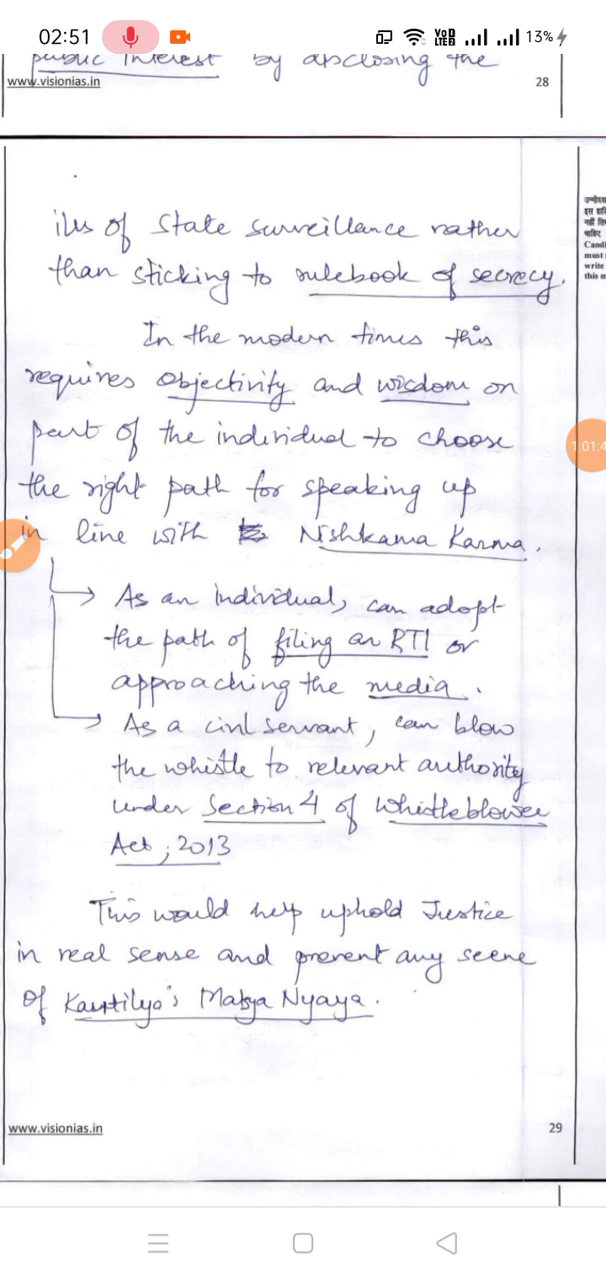 02:51
Vo)) LTE2
13%
public interest by disclosing the
www.visionias.in
28
ills of State surveillance rather
than sticking to rulebook of secrecy.
In the modern times this
requires objectivity and wisdom on
part of the individual to choose
the right path for speaking up
in line with Nishkama Karma.
As an individual, can adopt
the path of filing an RTI or
approaching the media.
As a civil servant, can blow
the whistle to relevant authority
under Section 4 of Whistleblower
Act, 2013
This would help uphold Justice
in real sense and prevent any scene
of Kautilya's Matsya Nyaya.
www.visionias.in
29
Candi
must
write
this m
1:01:4